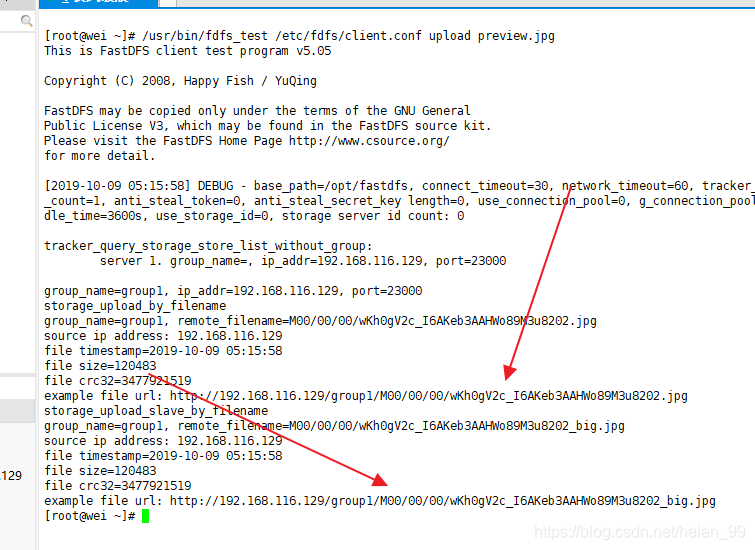 [root@wei ~]# /usr/bin/fdfs_test /etc/fdfs/client.conf upload preview.jpg
This is FastDFS client test program v5.05
Copyright (C) 2008, Happy Fish / YuQing
FastDFS may be copied only under the terms of the GNU General
Public License V3, which may be found in the FastDFS source kit.
Please visit the FastDFS Home Page http://www.csource.org/
for more detail.
[2019-10-09 05:15:58] DEBUG - base_path=/opt/fastdfs, connect_timeout=30, network_timeout=60, tracker_
_count=1, anti_steal_token=0, anti_steal_secret_key length=0, use_connection_pool=0, g_connection_pool
dle_time=3600s, use_storage_id=0, storage server id count: 0
tracker_query_storage_store_list_without_group:
server 1. group_name=, ip_addr=192.168.116.129, port=23000
group_name=group1, ip_addr=192.168.116.129, port=23000
storage_upload_by_filename
group_name=group1, remote_filename=M00/00/00/wKh0gV2c_I6AKeb3AAHWo89M3u8202.jpg
source ip address: 192.168.116.129
file timestamp=2019-10-09 05:15:58
file size=120483
file crc32=3477921519
example file url: http://192.168.116.129/group1/M00/00/00/wKh0gV2c_I6AKeb3AAHWo89M3u8202.jpg
storage_upload_slave_by_filename
group_name=group1, remote_filename=M00/00/00/wKh0gV2c_I6AKeb3AAHWo89M3u8202_big.jpg
source ip address: 192.168.116.129
file timestamp=2019-10-09 05:15:58
file size=120483
file crc32=3477921519
.129
example file url: http://192.168.116.129/group1/M00/00/00/wKh0gV2c_I6AKeb3AAHWo89M3u8202_big.jpg
[root@wei ~]#
https://blog.csdn.net/heian_99